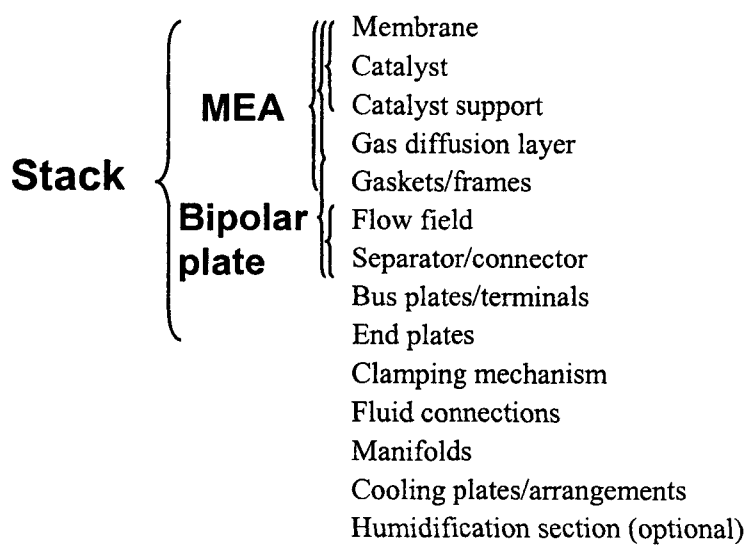 Stack
MEA
Bipolar
plate
Membrane
Catalyst
Catalyst support
Gas diffusion layer
Gaskets/frames
Flow field
Separator/connector
Bus plates/terminals
End plates
Clamping mechanism
Fluid connections
Manifolds
Cooling plates/arrangements
Humidification section (optional)